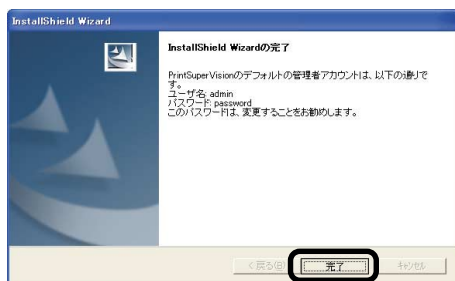 InstallShield Wizard
InstallShield Wizardの完了
PrintSuperVisionのデフォルトの管理者アカウントは、以下の通りで
す。
ユーザ名: admin
パスワード: password
このパスワードは、変更することをお勧めします。
< 戻る(B)
完了
キャンセル